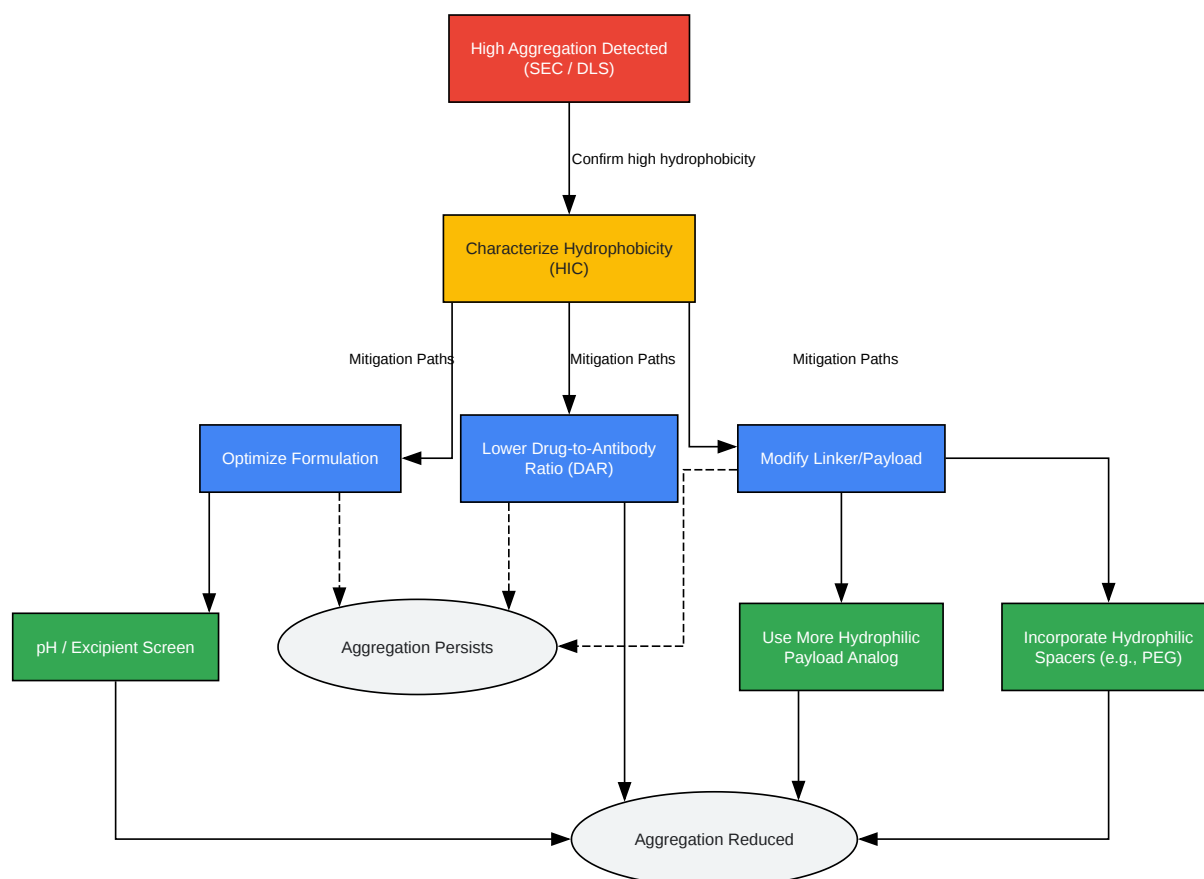 High Aggregation Detected
(SEC / DLS)
Confirm high hydrophobicity
Characterize Hydrophobicity
(HIC)
Mitigation Paths
Mitigation Paths
Mitigation Paths
Optimize Formulation
Lower Drug-to-Antibody
Ratio (DAR)
Modify Linker/Payload
pH / Excipient Screen
Aggregation Persists
Use More Hydrophilic
Payload Analog
Incorporate Hydrophilic
Spacers (e.g., PEG)
Aggregation Reduced